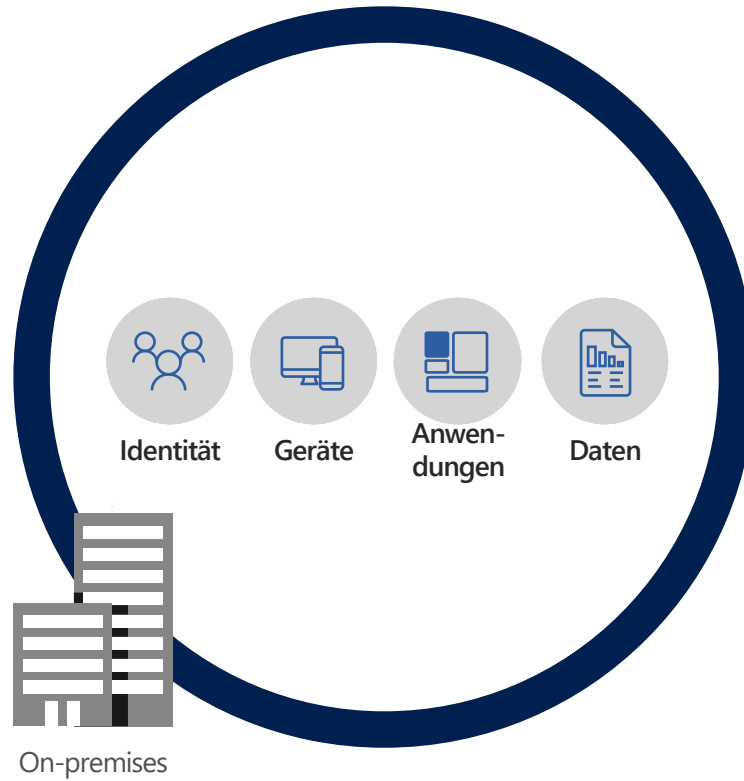 Identität
Geräte
Anwen-
dungen
Daten
On-premises